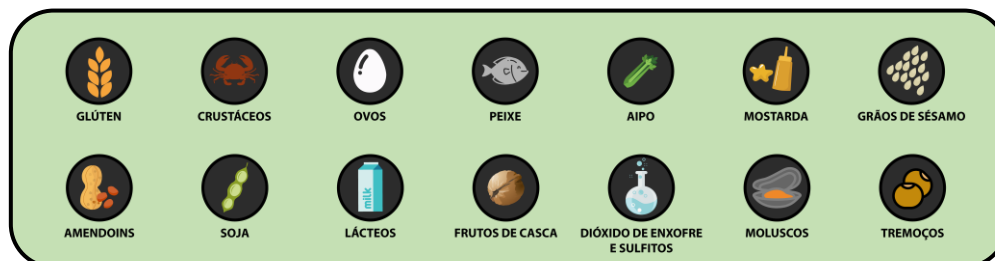 GLÚTEN
CRUSTÁCEOS
OVOS
PEIXE
AIPO
MOSTARDA
GRÃOS DE SÉSAMO
milk
AMENDOINS
SOJA
LÁCTEOS
FRUTOS DE CASCA
DIÓXIDO DE ENXOFRE
E SULFITOS
MOLUSCOS
TREMOÇOS